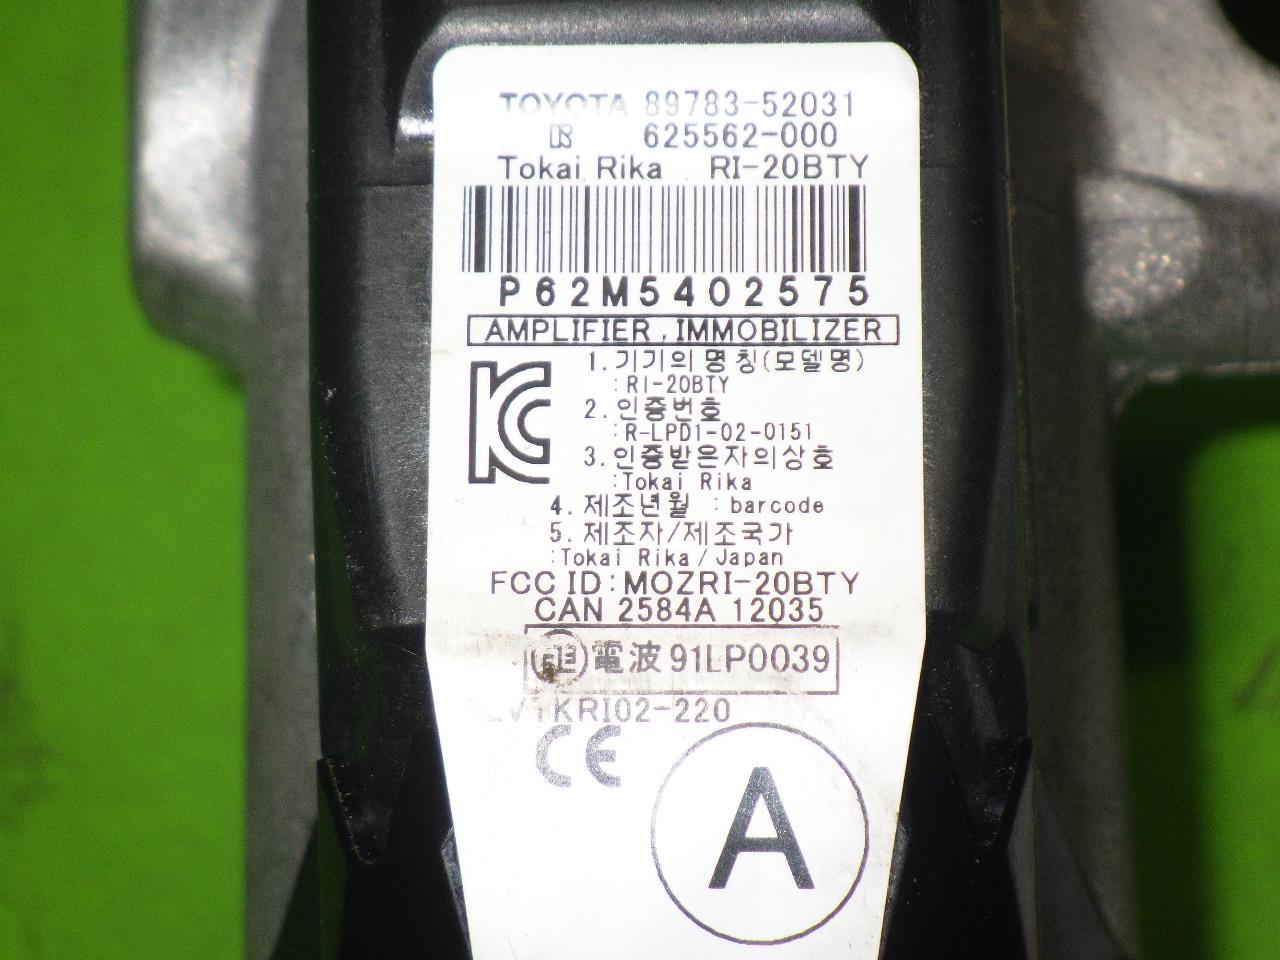 TOYOTA 89783-52031
625562-000
Tokai Rika RI-20BTY
P62M5402575
AMPLIFIER, IMMOBILIZER
1. 기기의 명칭(모델명)
:RI-20BTY
2. 인증번호
:R-LPD1-02-0151
3. 인증받은자의상호
:Tokai Rika
4. 제조년월 : barcode
5. 제조자/제조국가
:Tokai Rika/Japan
FCC ID:MOZRI-20BTY
CAN 2584A 12035
電波 91LP0039
KRI02-220
CE
A